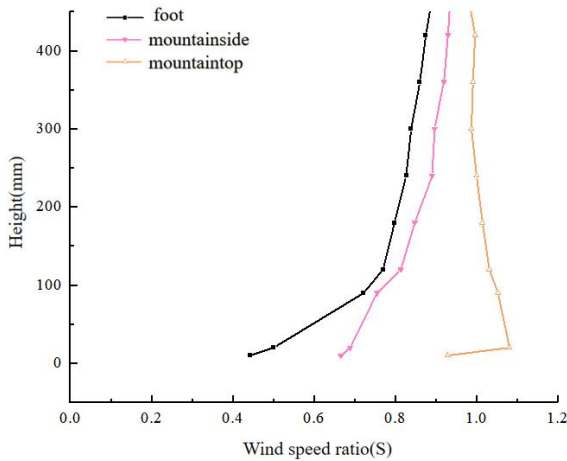 foot
mountainside
mountaintop
400
300
200
100
0
Height(mm)
0.0 0.2 0.4 0.6 0.8 1.0 1.2
Wind speed ratio(S)